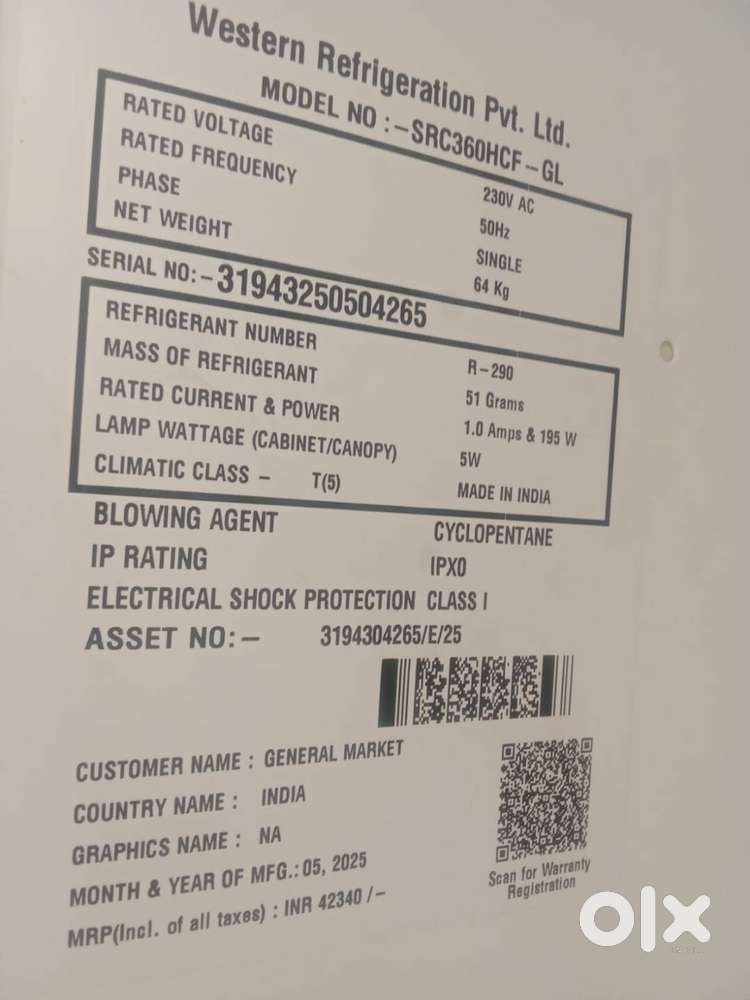 Western Refrigeration Pvt. Ltd.
MODEL NO :-SRC360HCF-GL
RATED VOLTAGE 230V AC
RATED FREQUENCY 50Hz
PHASE SINGLE
NET WEIGHT 64 Kg
SERIAL NO:-31943250504265
REFRIGERANT NUMBER R-290
MASS OF REFRIGERANT 51 Grams
RATED CURRENT & POWER 1.0 Amps & 195 W
LAMP WATTAGE (CABINET/CANOPY) 5W
CLIMATIC CLASS - T(5) MADE IN INDIA
BLOWING AGENT CYCLOPENTANE
IP RATING IPX0
ELECTRICAL SHOCK PROTECTION CLASS I
ASSET NO:- 3194304265/E/25
CUSTOMER NAME : GENERAL MARKET
COUNTRY NAME : INDIA
GRAPHICS NAME : NA
MONTH & YEAR OF MFG.: 05, 2025
MRP(Incl. of all taxes) : INR 42340 /-
Scan for Warranty
Registration
olx